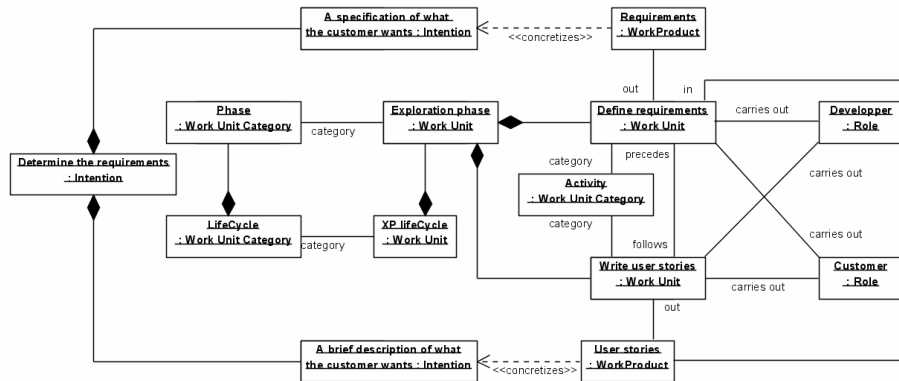 A specification of what
the customer wants : Intention
<<concretizes>>
Requirements
: WorkProduct
out
in
Phase
: Work Unit Category
category
Exploration phase
: Work Unit
Define requirements
: Work Unit
carries out
Developper
: Role
Determine the requirements
: Intention
category
precedes
Activity
: Work Unit Category
category
carries out
LifeCycle
: Work Unit Category
category
XP lifeCycle
: Work Unit
follows
carries out
Write user stories
: Work Unit
carries out
Customer
: Role
out
A brief description of what
the customer wants : Intention
<<concretizes>>
User stories
: WorkProduct